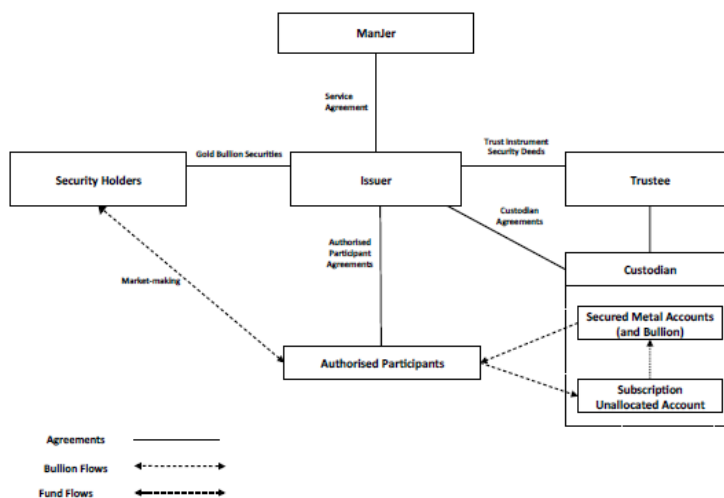 ManJer
Service
Agreement
Gold Bullion Securities
Trust Instrument
Security Deeds
Security Holders
Issuer
Trustee
Custodian
Agreements
Authorised
Participant
Agreements
Custodian
Market-making
Secured Metal Accounts
(and Bullion)
Authorised Participants
Subscription
Unallocated Account
Agreements
Bullion Flows
Fund Flows